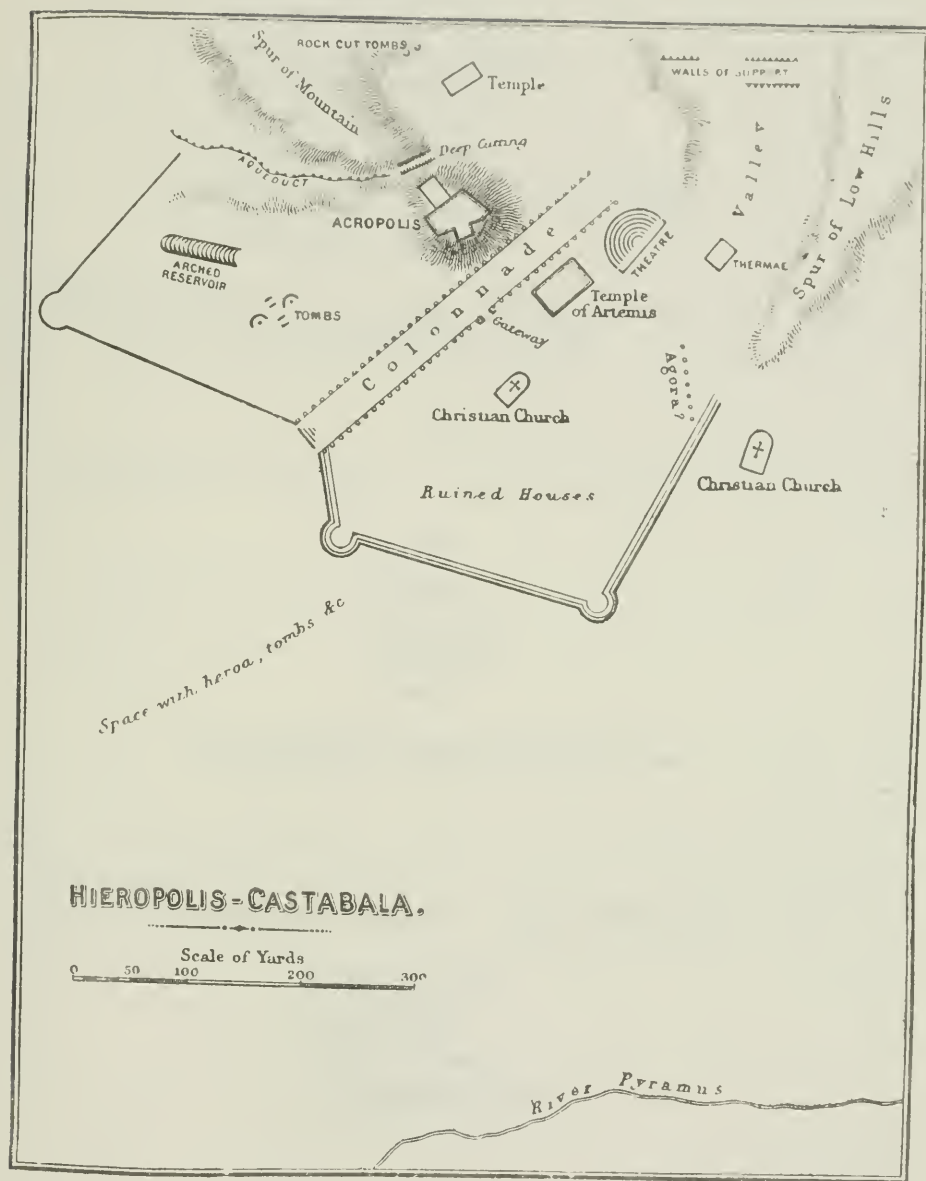 ROCK CUT TOMBS
Spur of Mountain
Temple
WALLS OF SUPPORT
Deep Cutting
AQUEDUCT
Valley
Spur of Low Hills
ACROPOLIS
Colonnade
THEATRE
THERMAE
ARCHED
RESERVOIR
TOMBS
Temple
of Artemis
Gateway
Agora?
Christian Church
Christian Church
Ruined Houses
Space with heroa, tombs &c
HIEROPOLIS-CASTABALA.
Scale of Yards
0 50 100 200 300
River Pyramus